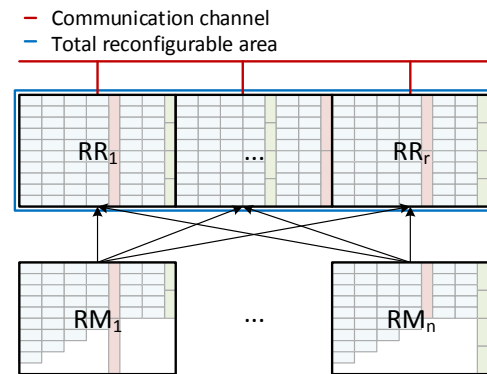 Communication channel
Total reconfigurable area
RR₁ ... RRᵣ
RM₁ ... RMₙ